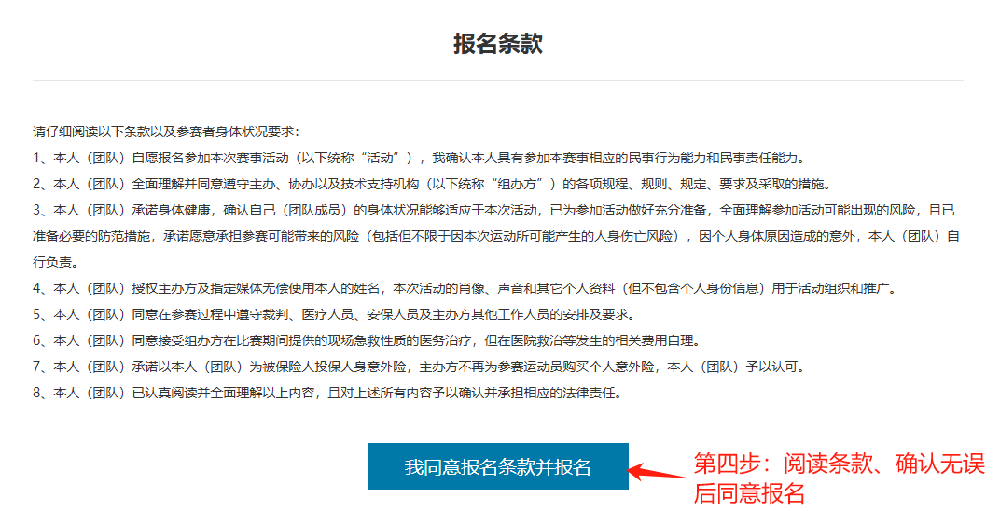 报名条款
请仔细阅读以下条款以及参赛者身体状况要求：
1、本人（团队）自愿报名参加本次赛事活动（以下统称“活动”），我确认本人具有参加本赛事相应的民事行为能力和民事责任能力。
2、本人（团队）全面理解并同意遵守主办、协办以及技术支持机构（以下统称“组办方”）的各项规程、规则、规定、要求及采取的措施。
3、本人（团队）承诺身体健康，确认自己（团队成员）的身体状况能够适应于本次活动，已为参加活动做好充分准备，全面理解参加活动可能出现的风险，且已
准备必要的防范措施，承诺愿意承担参赛可能带来的风险（包括但不限于因本次运动所可能产生的人身伤亡风险），因个人身体原因造成的意外，本人（团队）自
行负责。
4、本人（团队）授权主办方及指定媒体无偿使用本人的姓名，本次活动的肖像、声音和其它个人资料（但不包含个人身份信息）用于活动组织和推广。
5、本人（团队）同意在参赛过程中遵守裁判、医疗人员、安保人员及主办方其他工作人员的安排及要求。
6、本人（团队）同意接受组办方在比赛期间提供的现场急救性质的医务治疗，但在医院救治等发生的相关费用自理。
7、本人（团队）承诺以本人（团队）为被保险人投保人身意外险，主办方不再为参赛运动员购买个人意外险，本人（团队）予以认可。
8、本人（团队）已认真阅读并全面理解以上内容，且对上述所有内容予以确认并承担相应的法律责任。
我同意报名条款并报名
第四步：阅读条款、确认无误
后同意报名